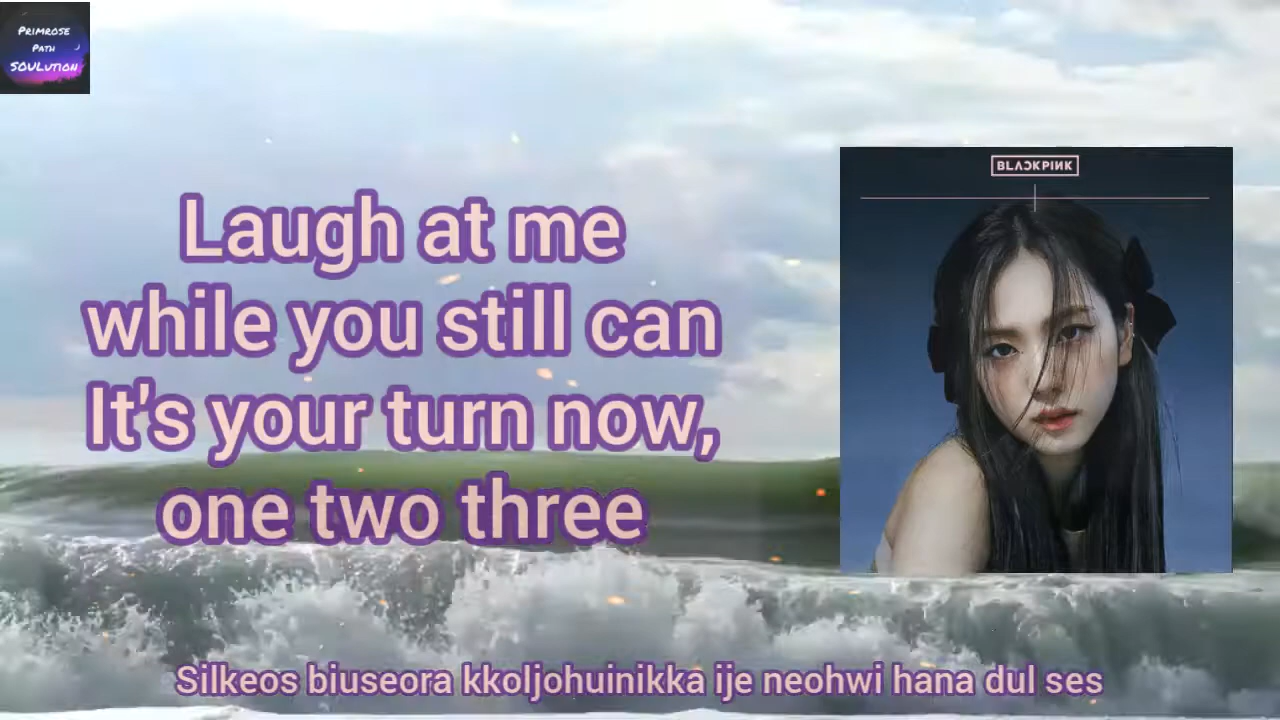 PRIMROSE
PATH
SOULUTION
BLACKPINK
Laugh at me
while you still can
It's your turn now,
one two three
Silkeos biuseora kkoljohuinikka ije neohwi hana dul ses